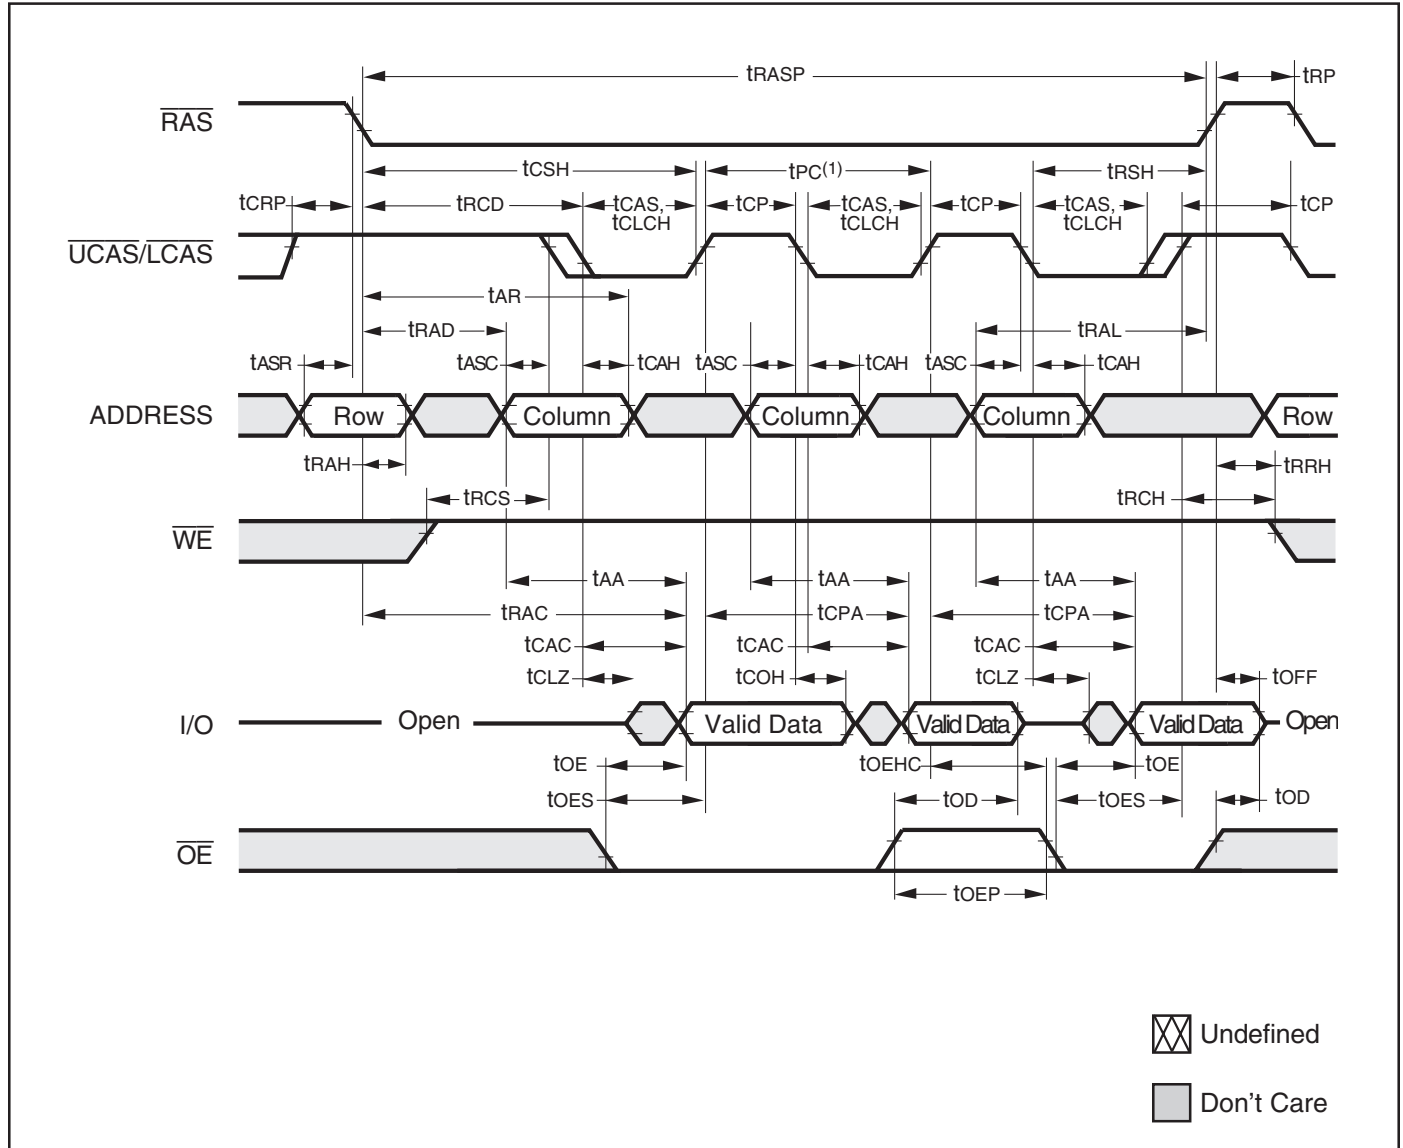 tRASP tRP
RAS
tCSH tPC(1) tRSH
tCRP tRCD tCAS, tCLCH tCP tCAS, tCLCH tCP tCAS, tCLCH tCP
UCAS/LCAS
tAR
tRAD tRAL
tASR tASC tCAH tASC tCAH tASC tCAH
ADDRESS Row Column Column Column Row
tRAH tRRH
tRCS tRCH
WE
tAA tAA tAA
tRAC tCPA tCPA
tCAC tCAC tCAC
tCLZ tCOH tCLZ tOFF
I/O Open Valid Data Valid Data Valid Data Open
tOE tOEHC tOE
tOES tOD tOES tOD
OE
tOEP
Undefined
Don't Care